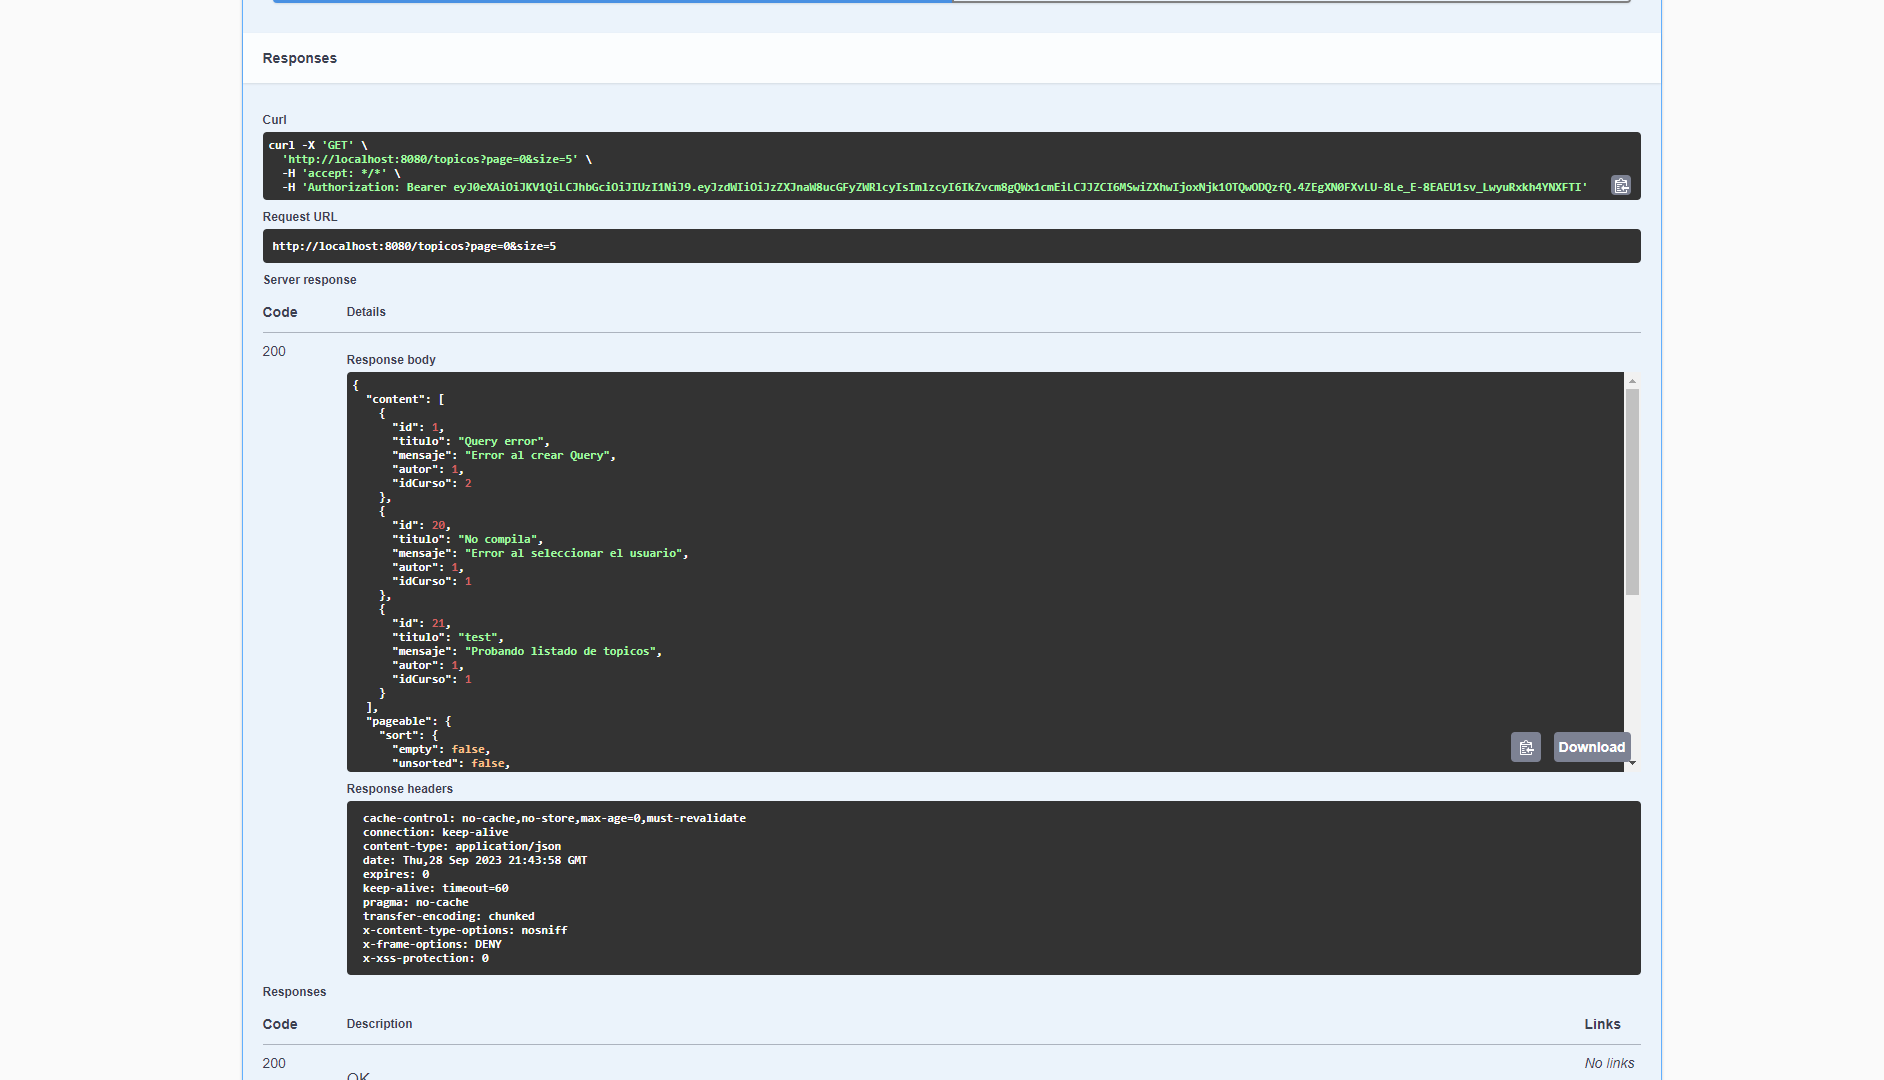 Responses
Curl
curl -X 'GET' \
'http://localhost:8080/topicos?page=0&size=5' \
-H 'accept: */*' \
-H 'Authorization: Bearer eyJ0eXAiOiJKV1QiLCJhbGciOiJIUzI1NiJ9.eyJzdWIiOiJzZXJnaW8ucGFyZWRlcyIsImlzcyI6IkZvcm8gQWx1cmEiLCJJZCI6MSwiZXhwIjoxNjk1OTQwODQzfQ.4ZEgXN0FXvLU-8Le_E-8EAEU1sv_LwyuRxkh4YNXFTI'
Request URL
http://localhost:8080/topicos?page=0&size=5
Server response
Code Details
200
Response body
{
"content": [
{
"id": 1,
"titulo": "Query error",
"mensaje": "Error al crear Query",
"autor": 1,
"idCurso": 2
},
{
"id": 20,
"titulo": "No compila",
"mensaje": "Error al seleccionar el usuario",
"autor": 1,
"idCurso": 1
},
{
"id": 21,
"titulo": "test",
"mensaje": "Probando listado de topicos",
"autor": 1,
"idCurso": 1
}
],
"pageable": {
"sort": {
"empty": false,
"unsorted": false,
Download
Response headers
cache-control: no-cache,no-store,max-age=0,must-revalidate
connection: keep-alive
content-type: application/json
date: Thu,28 Sep 2023 21:43:58 GMT
expires: 0
keep-alive: timeout=60
pragma: no-cache
transfer-encoding: chunked
x-content-type-options: nosniff
x-frame-options: DENY
x-xss-protection: 0
Responses
Code Description Links
200 No links
OK